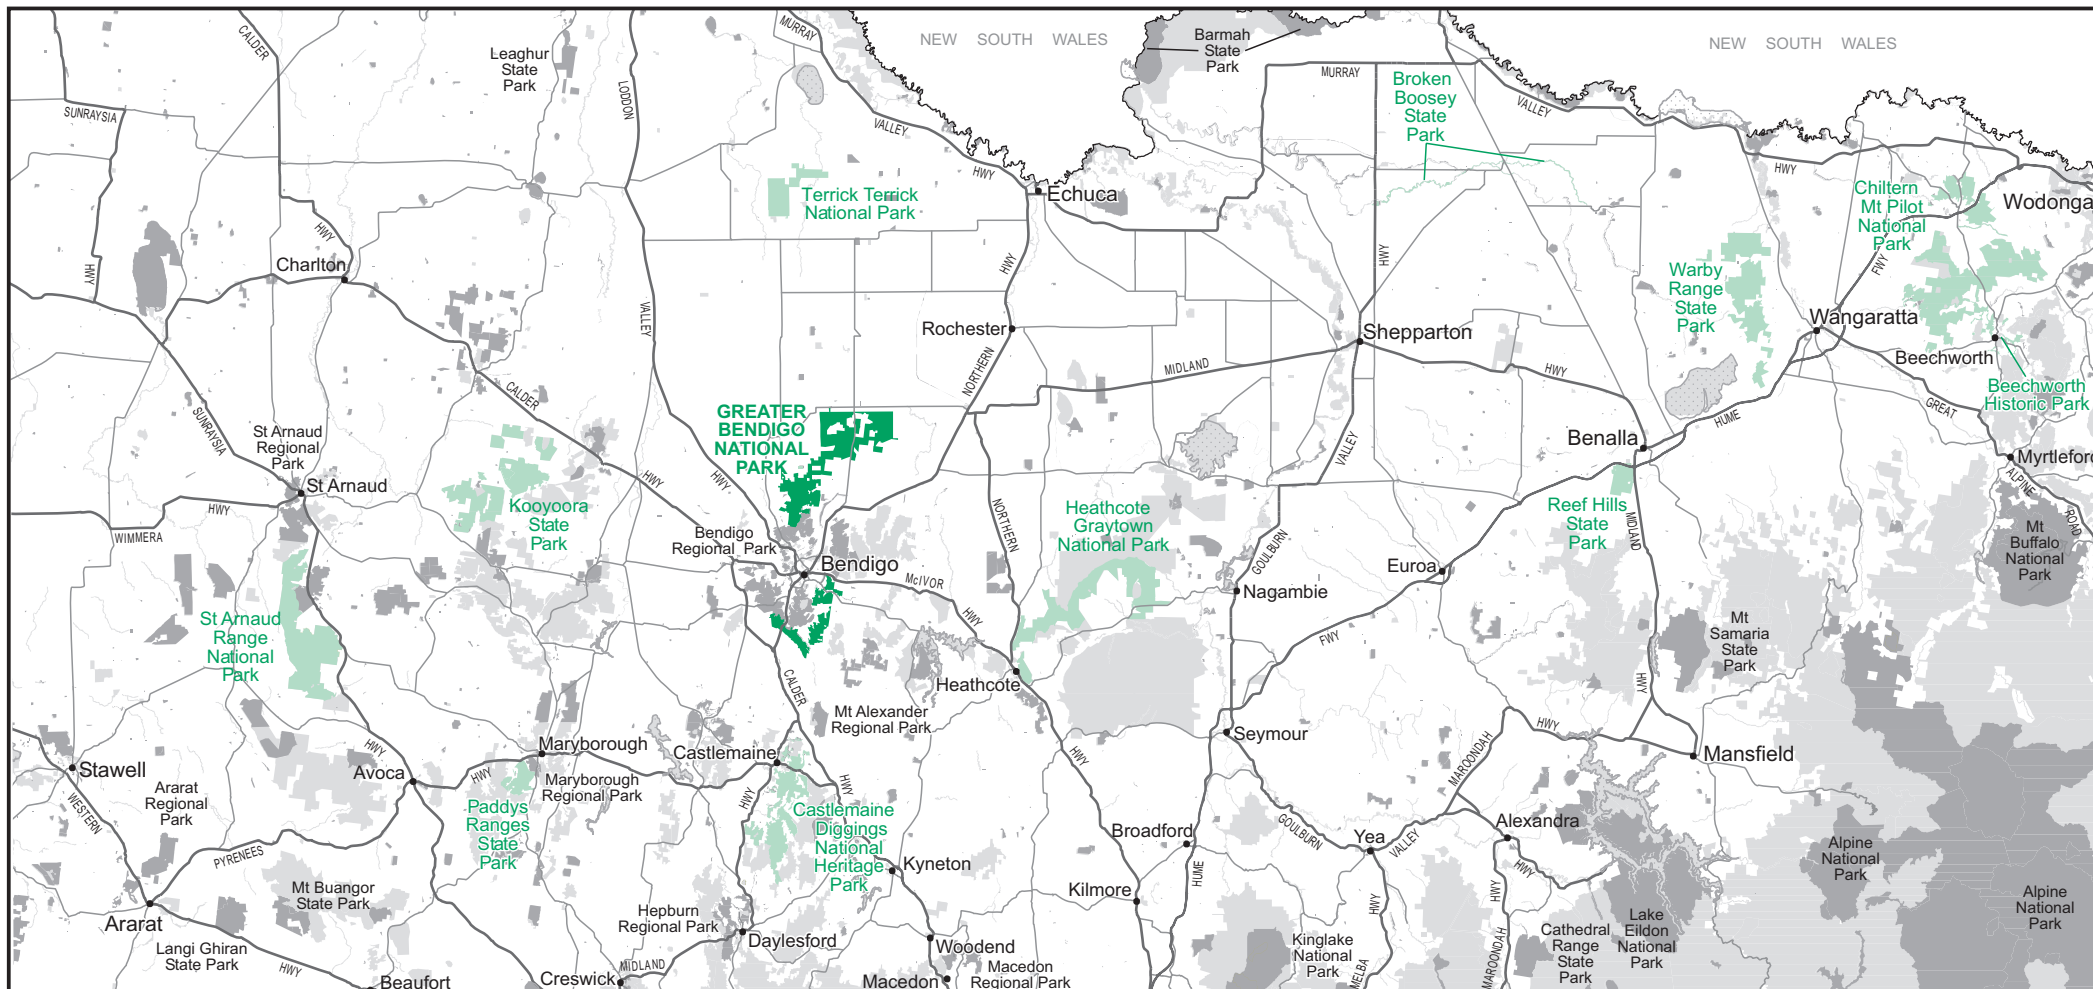 CALDER
MURRAY
NEW SOUTH WALES
Barmah
State
Park
NEW SOUTH WALES
Leaghur
State
Park
LODDON
MURRAY
Broken
Boosey
State
Park
VALLEY
SUNRAYSIA
VALLEY
HWY
HWY
Terrick Terrick
National Park
Echuca
Chiltern
Mt Pilot
National
Park
Wodonga
HWY
HWY
Charlton
HWY
HWY
FWY
Warby
Range
State
Park
VALLEY
Rochester
Shepparton
Wangaratta
Beechworth
MIDLAND
HWY
NORTHERN
CALDER
Beechworth
Historic Park
GREAT
HUME
SUNRAYSIA
St Arnaud
Regional
Park
GREATER
BENDIGO
NATIONAL
PARK
Benalla
VALLEY
Myrtleford
HWY
HWY
ALPINE
ROAD
St Arnaud
HWY
WIMMERA
Kooyoora
State
Park
NORTHERN
Heathcote
Graytown
National Park
Reef Hills
State
Park
MIDLAND
Mt
Buffalo
National
Park
Bendigo
Regional Park
Bendigo
McIVOR
GOULBURN
Euroa
Nagambie
St Arnaud
Range
National
Park
HWY
FWY
Mt
Samaria
State
Park
Heathcote
CALDER
HWY
Mt Alexander
Regional Park
HWY
Seymour
HWY
Mansfield
Stawell
HWY
Maryborough
Castlemaine
HWY
MAROONDAH
Avoca
HWY
Maryborough
Regional Park
HWY
HWY
Ararat
Regional
Park
WESTERN
Paddys
Ranges
State
Park
Castlemaine
Diggings
National
Heritage
Park
Broadford
GOULBURN
Yea
VALLEY
Alexandra
PYRENEES
Kyneton
HUME
HWY
Alpine
National
Park
Mt Buangor
State Park
Kilmore
HWY
HWY
Alpine
National
Park
Ararat
Hepburn
Regional Park
Daylesford
Langi Ghiran
State Park
Woodend
Kinglake
National
Park
Cathedral
Range
State
Park
Lake
Eildon
National
Park
HWY
Beaufort
Creswick
MIDLAND
Macedon
Macedon
Regional Park
MELBA
MAROONDAH